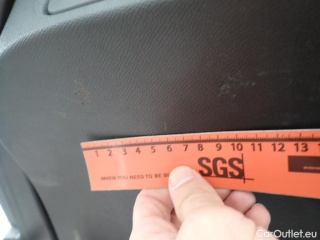 1 2 3 4 5 6 7 8 9 10 11 12 13
WHEN YOU NEED TO BE
SGS
CarOutlet.eu